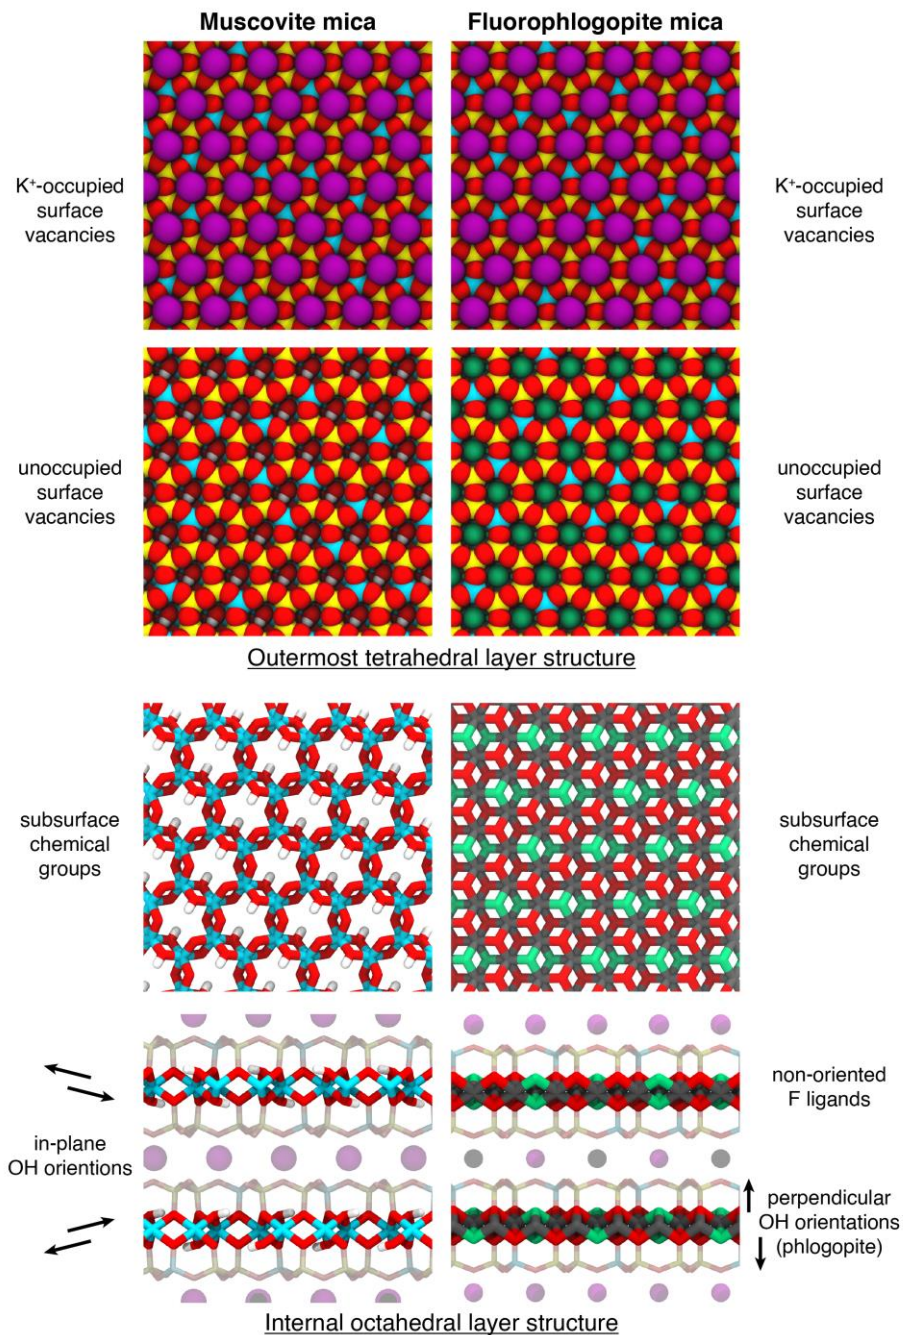 Muscovite mica
Fluorophlogopite mica
K⁺-occupied
surface
vacancies
K⁺-occupied
surface
vacancies
unoccupied
surface
vacancies
unoccupied
surface
vacancies
Outermost tetrahedral layer structure
subsurface
chemical
groups
subsurface
chemical
groups
in-plane
OH orientions
non-oriented
F ligands
perpendicular
OH orientations
(phlogopite)
Internal octahedral layer structure